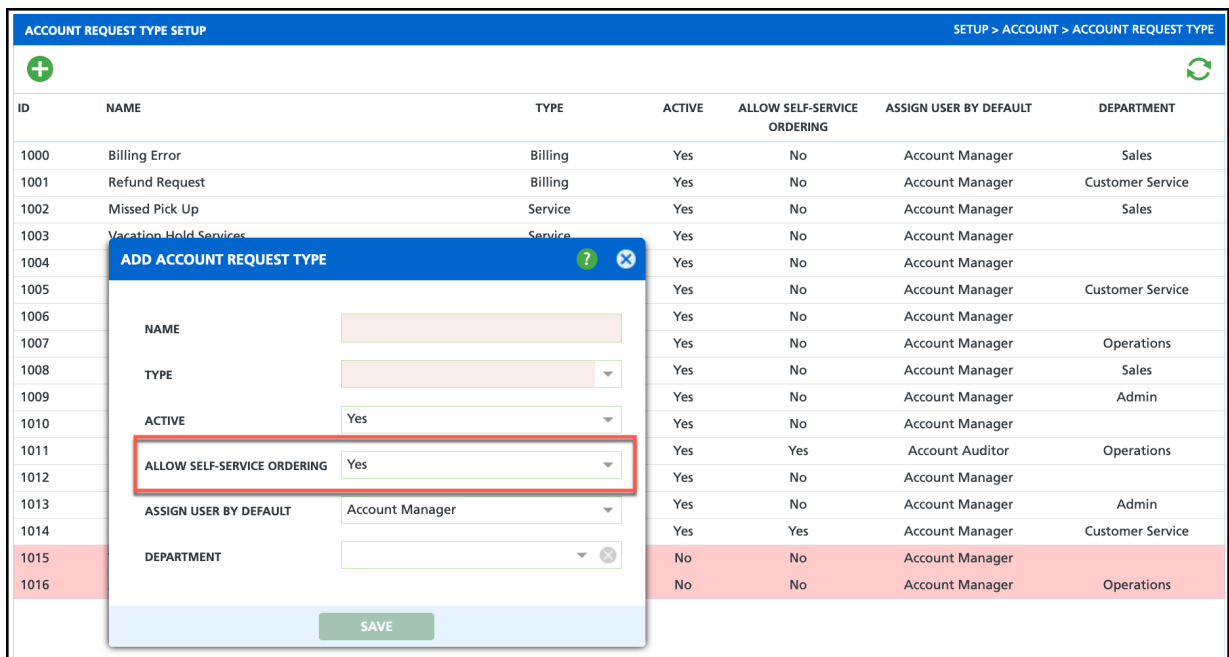 ACCOUNT REQUEST TYPE SETUP SETUP > ACCOUNT > ACCOUNT REQUEST TYPE
ID NAME TYPE ACTIVE ALLOW SELF-SERVICE ORDERING ASSIGN USER BY DEFAULT DEPARTMENT
1000 Billing Error Billing Yes No Account Manager Sales
1001 Refund Request Billing Yes No Account Manager Customer Service
1002 Missed Pick Up Service Yes No Account Manager Sales
1003 Vacation Hold Services Service Yes No Account Manager
1004 Yes No Account Manager
1005 Yes No Account Manager Customer Service
1006 Yes No Account Manager
1007 Yes No Account Manager Operations
1008 Yes No Account Manager Sales
1009 Yes No Account Manager Admin
1010 Yes No Account Manager
1011 Yes Yes Account Auditor Operations
1012 Yes No Account Manager
1013 Yes No Account Manager Admin
1014 Yes Yes Account Manager Customer Service
1015 No No Account Manager
1016 No No Account Manager Operations
ADD ACCOUNT REQUEST TYPE ?
NAME
TYPE
ACTIVE Yes
ALLOW SELF-SERVICE ORDERING Yes
ASSIGN USER BY DEFAULT Account Manager
DEPARTMENT
SAVE